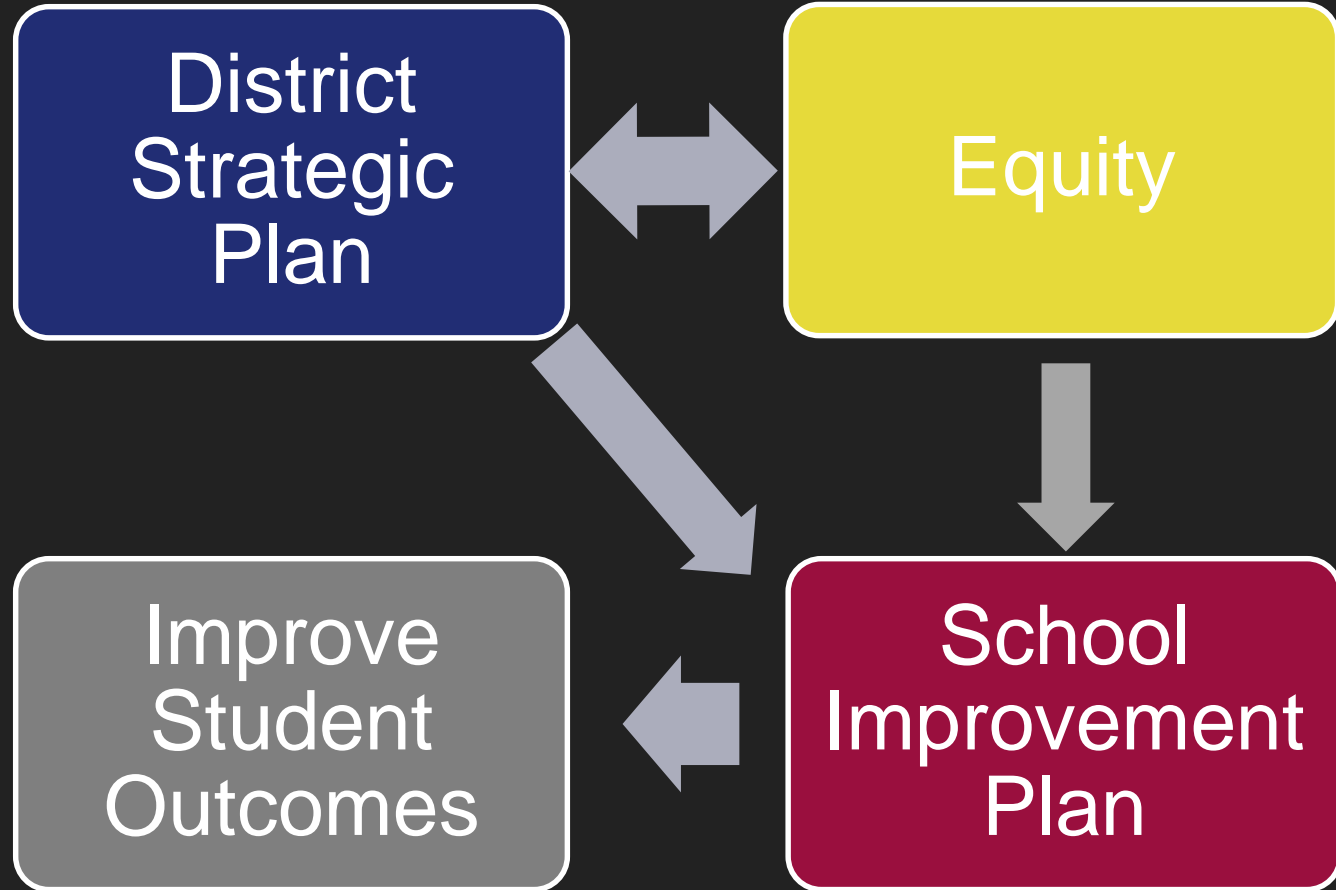 District
Strategic
Plan
Equity
Improve
Student
Outcomes
School
Improvement
Plan